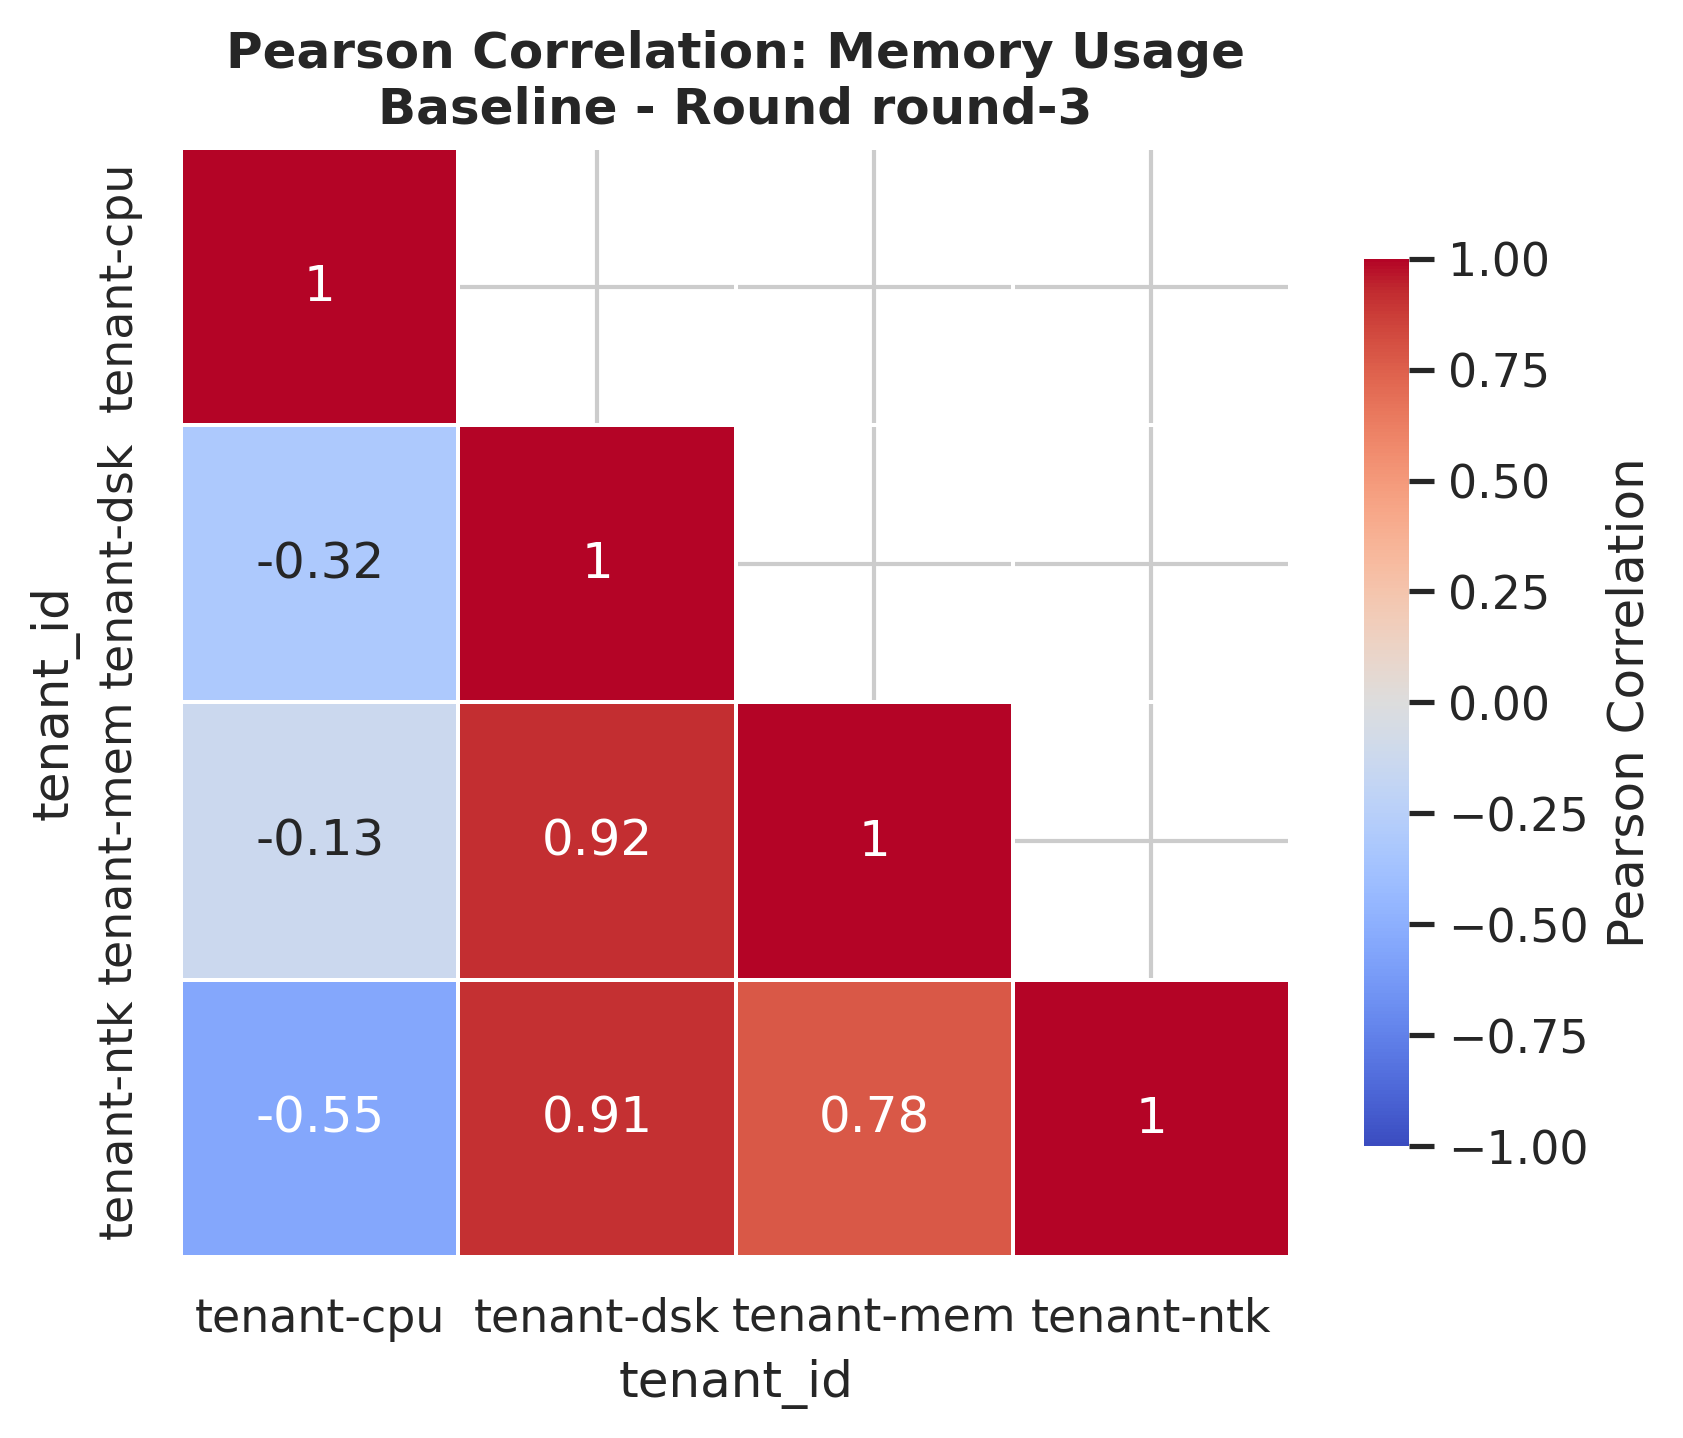 Pearson Correlation: Memory Usage
Baseline - Round round-3
tenant_id
tenant-cpu
1
tenant-dsk
-0.32
1
tenant-mem
-0.13
0.92
1
tenant-ntk
-0.55
0.91
0.78
1
tenant-cpu
tenant-dsk
tenant-mem
tenant-ntk
tenant_id
1.00
0.75
0.50
0.25
0.00
−0.25
−0.50
−0.75
−1.00
Pearson Correlation